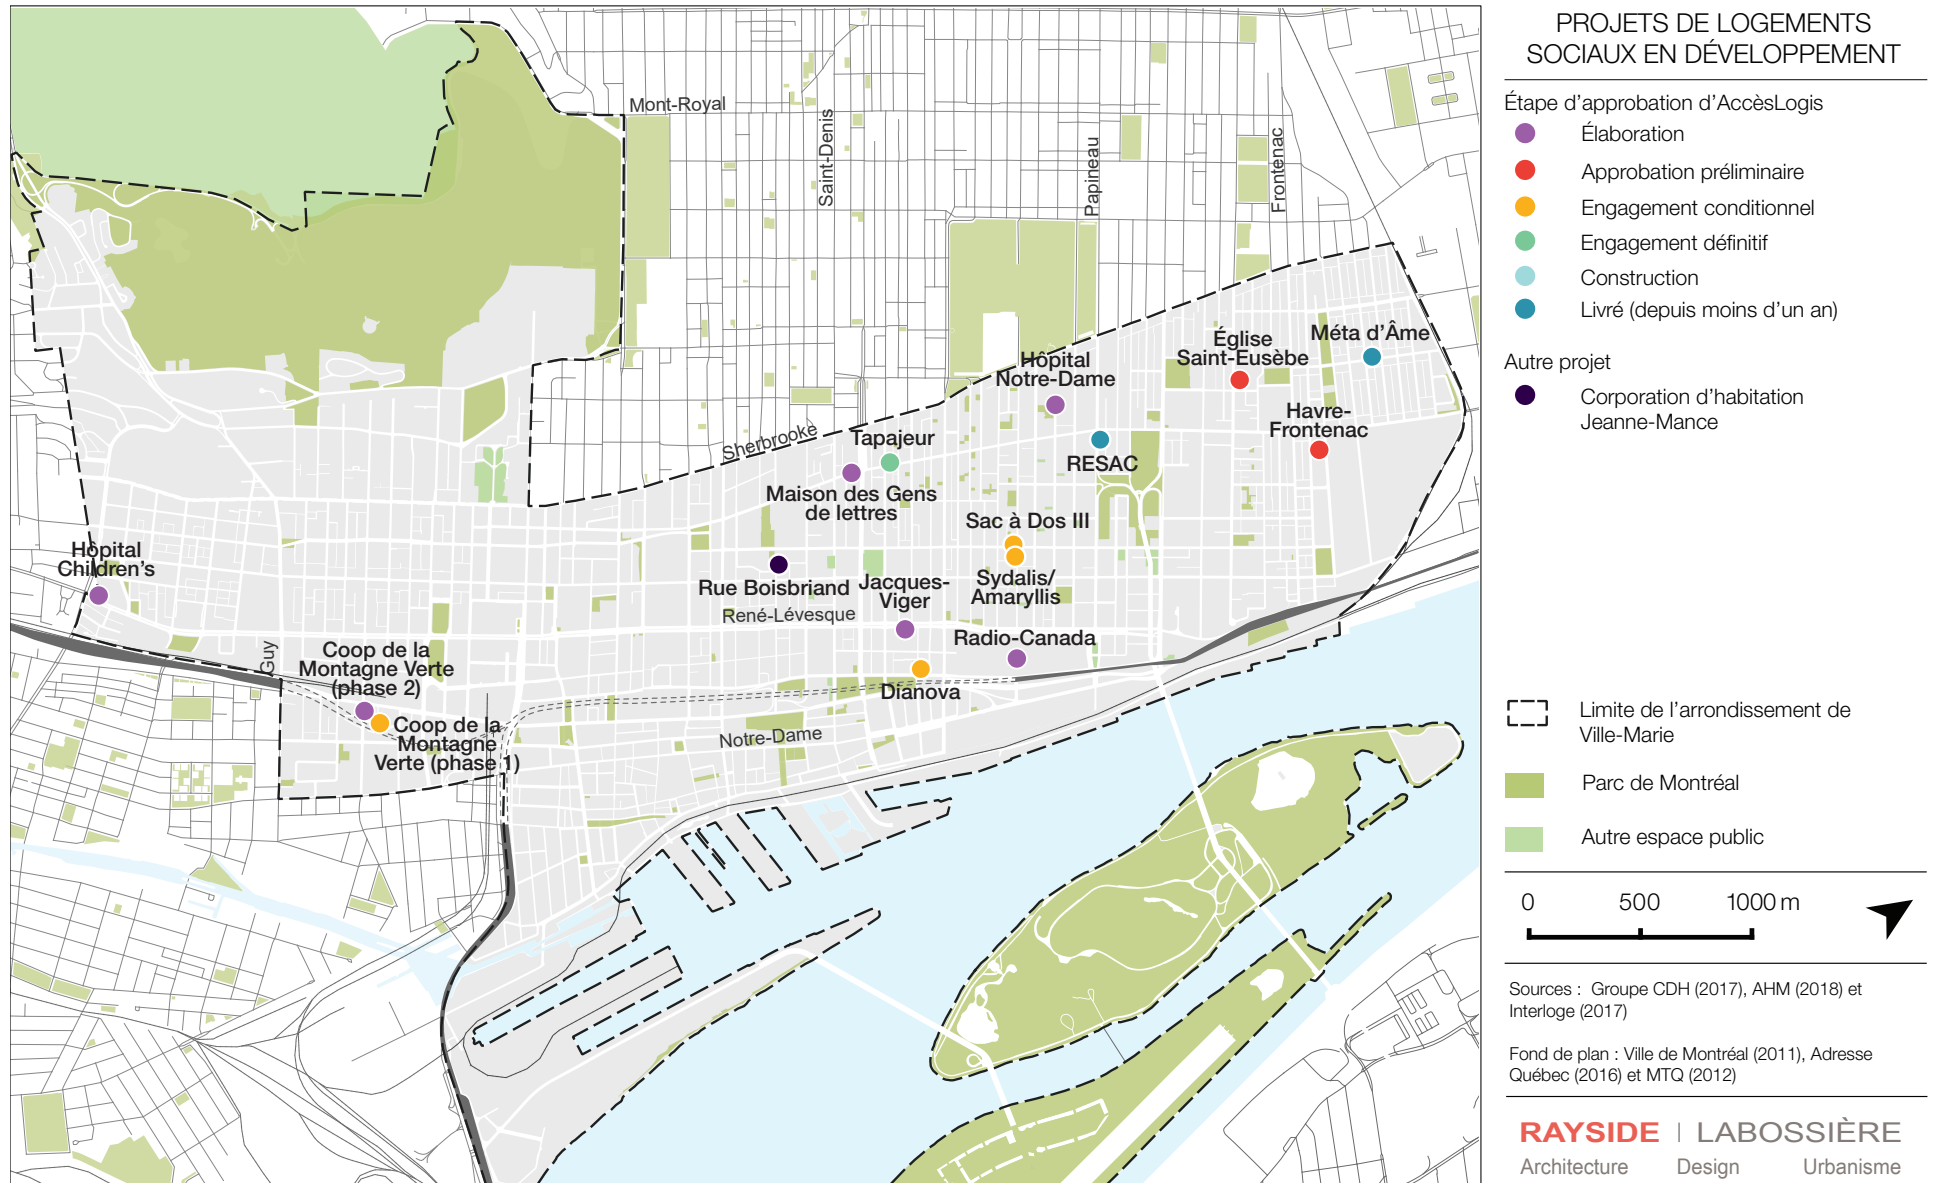 Mont-Royal
Saint-Denis
Papineau
Frontenac
Sherbrooke
Méta d’Âme
Église
Saint-Eusèbe
Hôpital
Notre-Dame
Havre-
Frontenac
Tapajeur
RESAC
Maison des Gens
de lettres
Sac à Dos III
Hôpital
Children’s
Rue Boisbriand
Jacques-
Viger
Sydalis/
Amaryllis
René-Lévesque
Radio-Canada
Guy
Coop de la
Montagne Verte
(phase 2)
Dianova
Coop de la
Montagne
Verte (phase 1)
Notre-Dame
PROJETS DE LOGEMENTS
SOCIAUX EN DÉVELOPPEMENT
Étape d’approbation d’AccèsLogis
Élaboration
Approbation préliminaire
Engagement conditionnel
Engagement définitif
Construction
Livré (depuis moins d’un an)
Autre projet
Corporation d’habitation
Jeanne-Mance
Limite de l’arrondissement de
Ville-Marie
Parc de Montréal
Autre espace public
0 500 1000 m
Sources : Groupe CDH (2017), AHM (2018) et
Interloge (2017)
Fond de plan : Ville de Montréal (2011), Adresse
Québec (2016) et MTQ (2012)
RAYSIDE | LABOSSIÈRE
Architecture Design Urbanisme